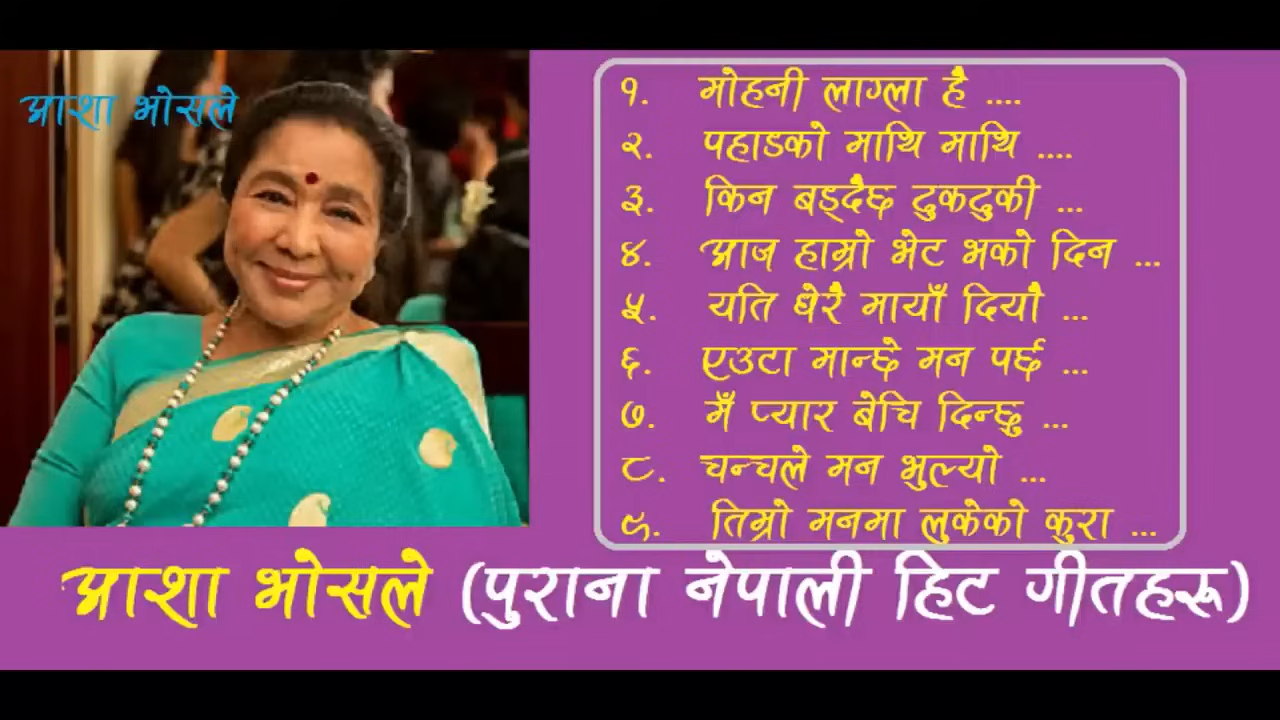 आशा भोसले
१. मोहनी लाग्ला है ....
२. पहाडको माथि माथि ....
३. किन बड्दैछ ढुकढुकी ...
४. आज हाम्रो भेट भको दिन ...
५. यति धेरै मायाँ दियौ ...
६. एउटा मान्छे मन पर्छ ...
७. मँ प्यार बेचि दिन्छु ...
८. चन्चले मन भुल्यो ...
९. तिम्रो मनमा लुकेको कुरा ...
आशा भोसले (पुराना नेपाली हिट गीतहरू)